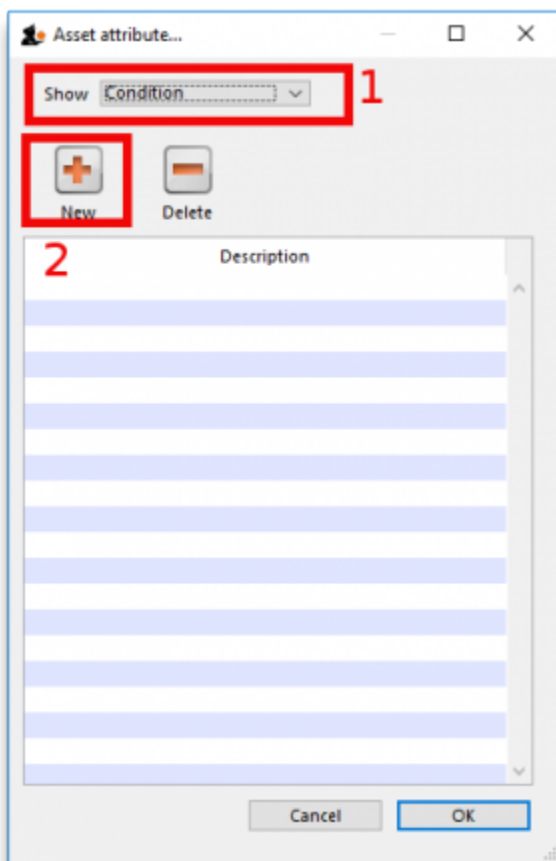 Asset attribute...
Show Condition 1
New Delete
2 Description
Cancel OK